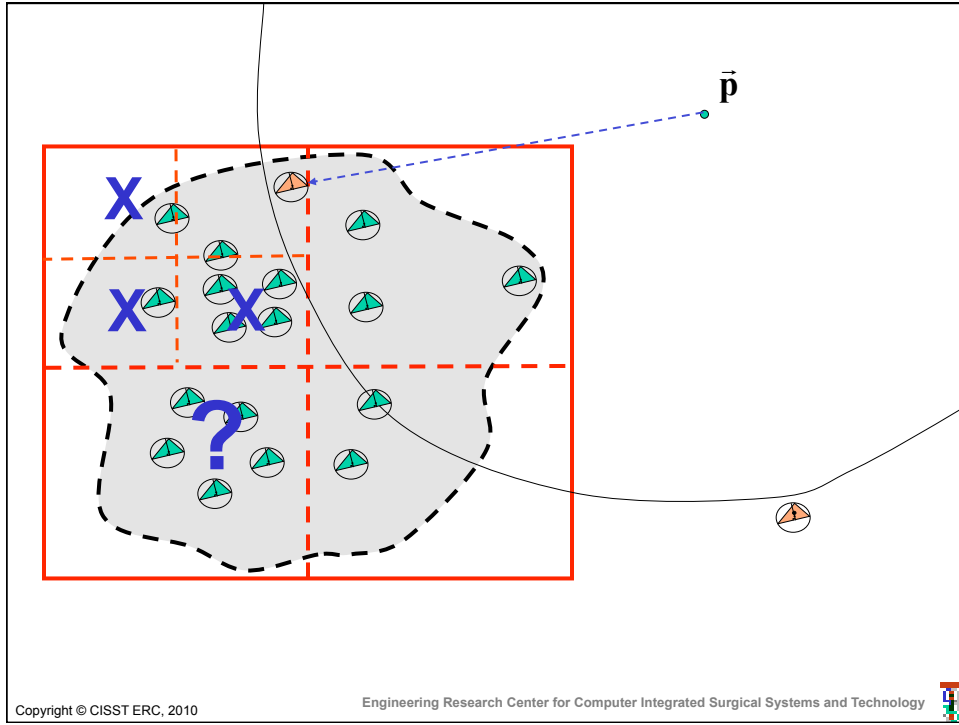 p⃗
X
X X
?
Copyright © CISST ERC, 2010
Engineering Research Center for Computer Integrated Surgical Systems and Technology